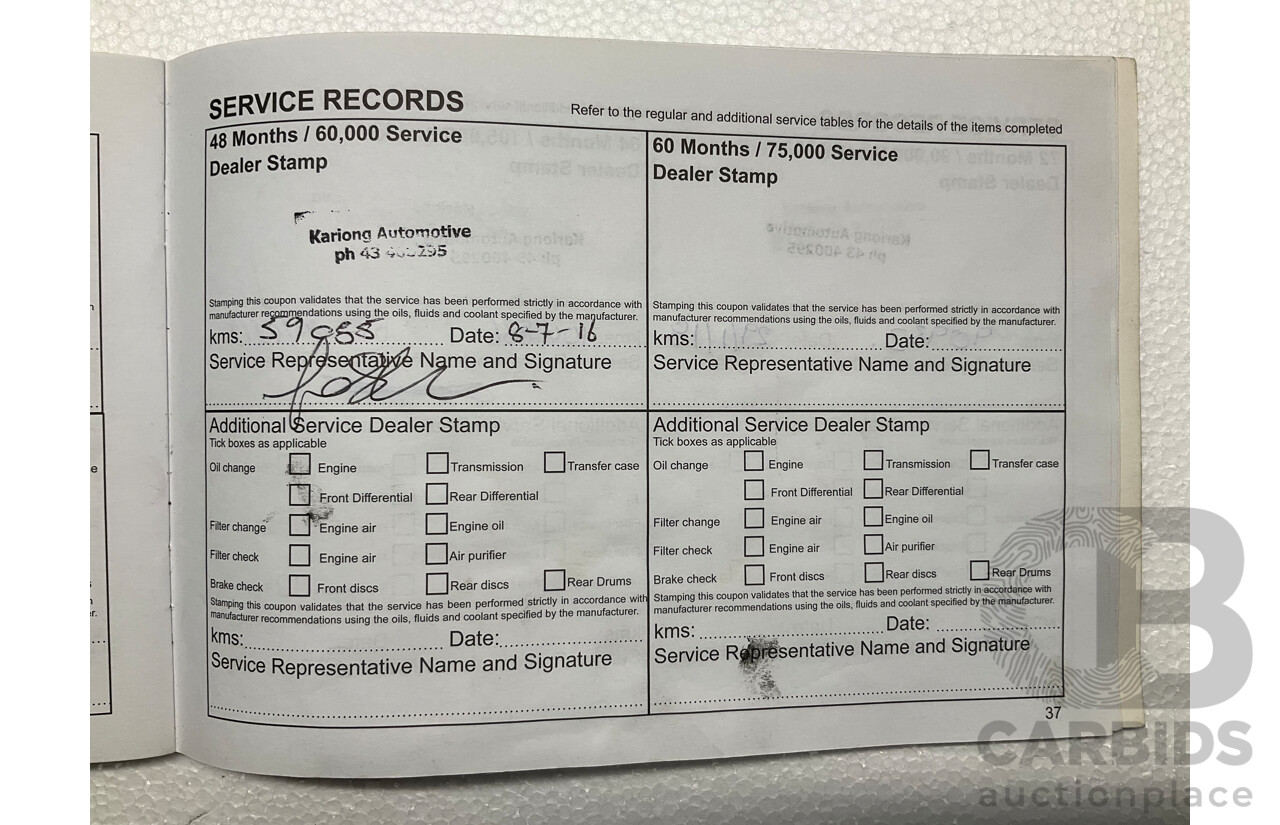 SERVICE RECORDS
Refer to the regular and additional service tables for the details of the items completed
48 Months / 60,000 Service
Dealer Stamp
Kariong Automotive
ph 43
Stamping this coupon validates that the service has been performed strictly in accordance with
manufacturer recommendations using the oils, fluids and coolant specified by the manufacturer.
kms: Date: 8-7-16
Service Representative Name and Signature
Additional Service Dealer Stamp
Tick boxes as applicable
Oil change Engine Transmission Transfer case
Front Differential Rear Differential
Filter change Engine air Engine oil
Filter check Engine air Air purifier
Brake check Front discs Rear discs Rear Drums
Stamping this coupon validates that the service has been performed strictly in accordance with
manufacturer recommendations using the oils, fluids and coolant specified by the manufacturer.
kms: Date:
Service Representative Name and Signature
60 Months / 75,000 Service
Dealer Stamp
Stamping this coupon validates that the service has been performed strictly in accordance with
manufacturer recommendations using the oils, fluids and coolant specified by the manufacturer.
kms: Date:
Service Representative Name and Signature
Additional Service Dealer Stamp
Tick boxes as applicable
Oil change Engine Transmission Transfer case
Front Differential Rear Differential
Filter change Engine air Engine oil
Filter check Engine air Air purifier
Brake check Front discs Rear discs Rear Drums
Stamping this coupon validates that the service has been performed strictly in accordance with
manufacturer recommendations using the oils, fluids and coolant specified by the manufacturer.
kms: Date:
Service Representative Name and Signature
37
CARBIDS
auctionplace